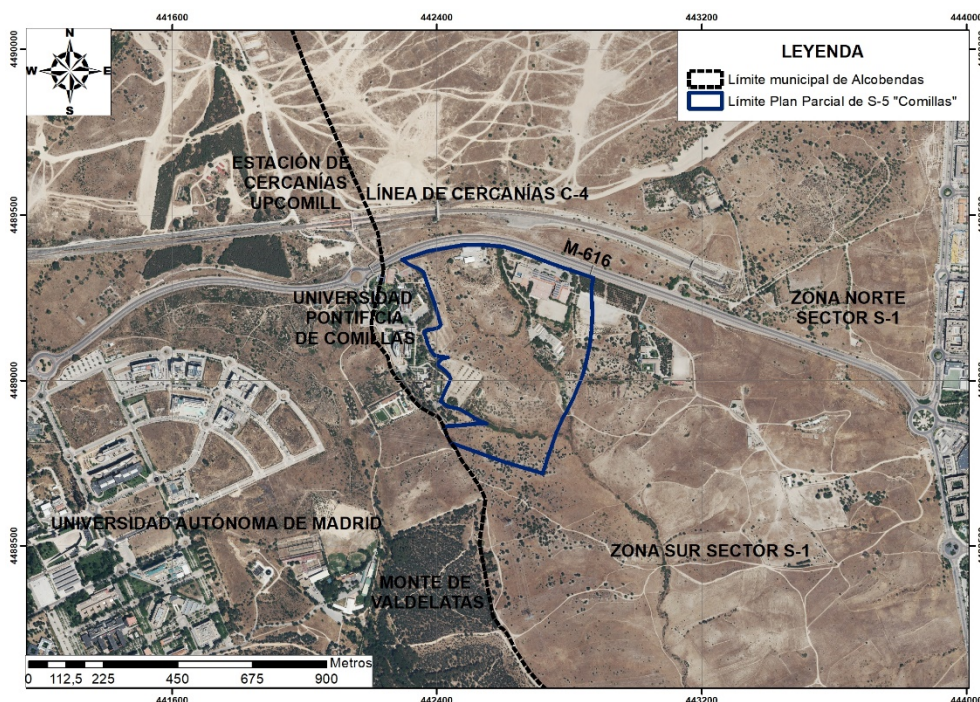 441600
442400
443200
444000
N
W
E
S
LEYENDA
Límite municipal de Alcobendas
Límite Plan Parcial de S-5 "Comillas"
4490000
4489500
4489000
4488500
ESTACIÓN DE
CERCANÍAS
UPCOMILL
LÍNEA DE CERCANÍAS C-4
M-616
UNIVERSIDAD
PONTIFICIA
DE COMILLAS
ZONA NORTE
SECTOR S-1
UNIVERSIDAD AUTÓNOMA DE MADRID
ZONA SUR SECTOR S-1
MONTE DE
VALDELATAS
Metros
0 112,5 225 450 675 900
441600
442400
443200
444000